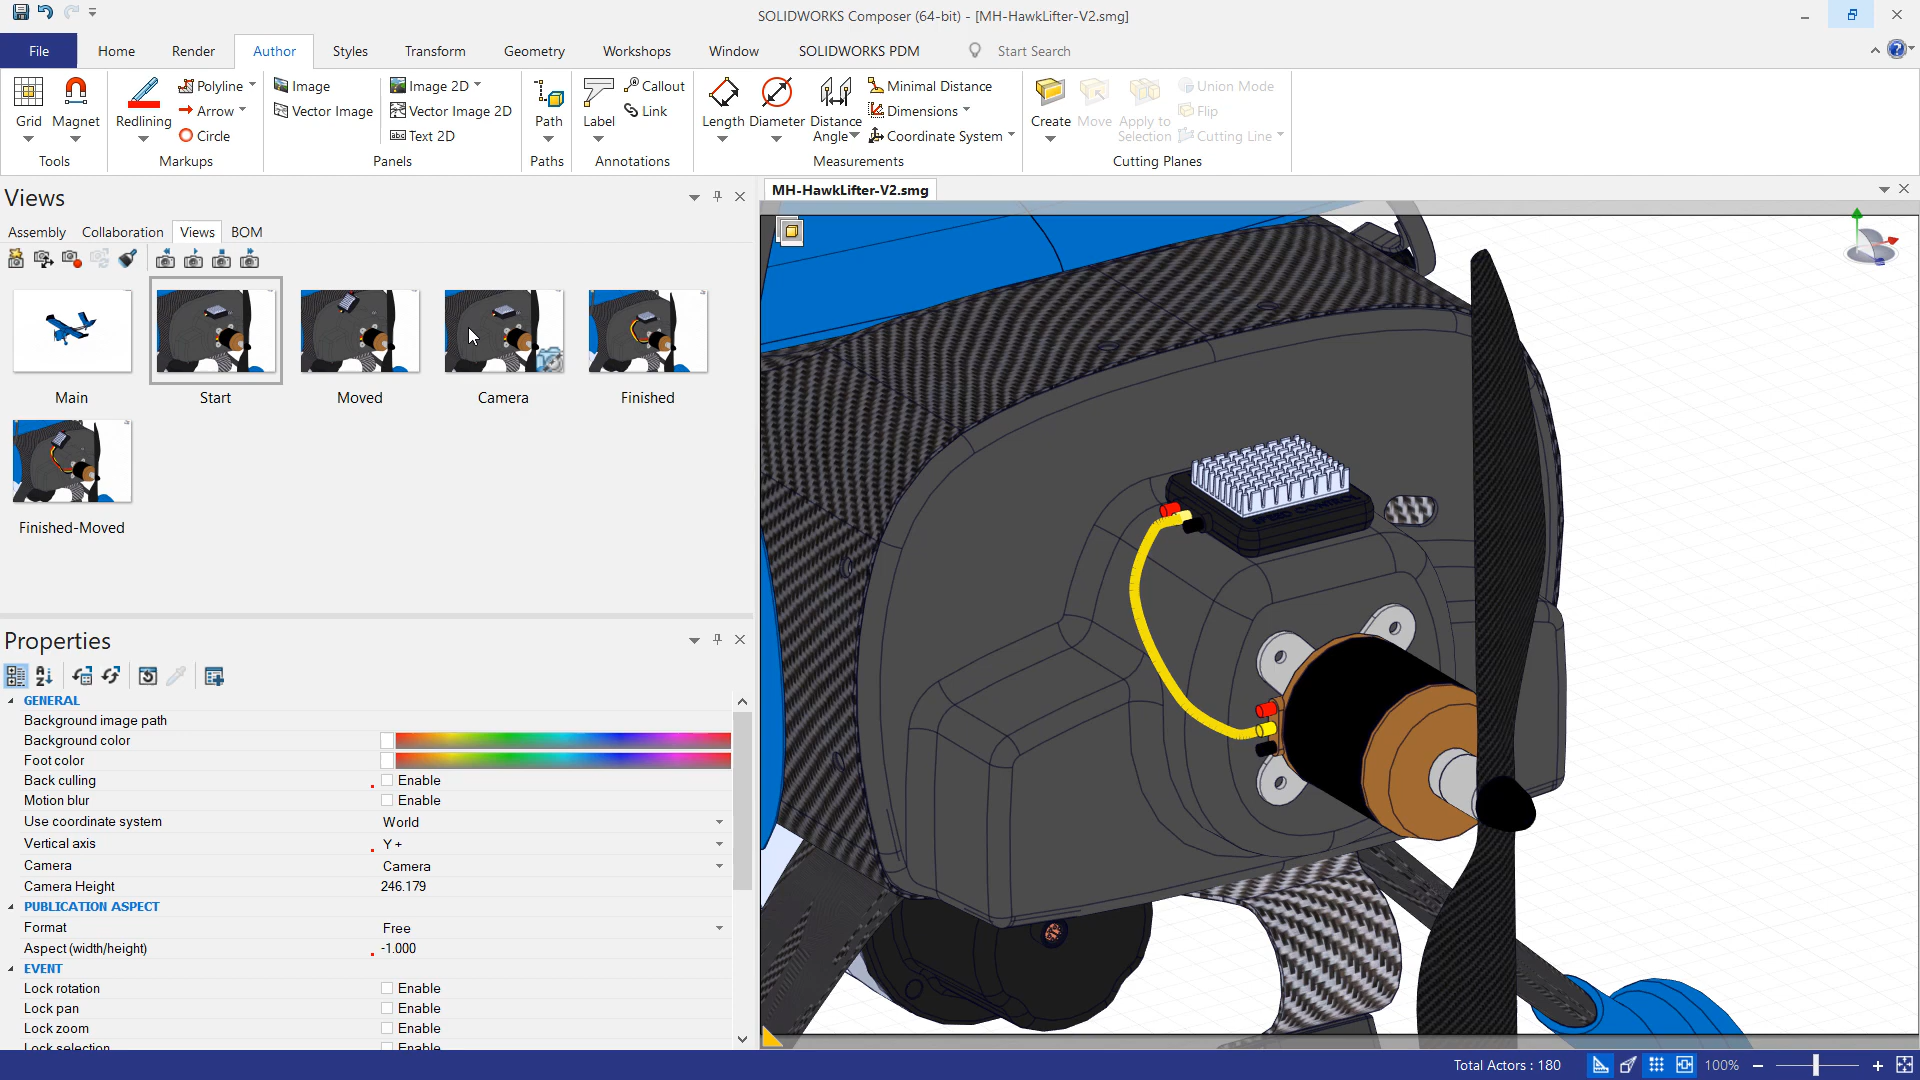 SOLIDWORKS Composer (64-bit) - [MH-HawkLifter-V2.smg]
File Home Render Author Styles Transform Geometry Workshops Window SOLIDWORKS PDM Start Search
Polyline Image Image 2D Callout Minimal Distance Union Mode
Arrow Vector Image Vector Image 2D Link Dimensions Flip
Grid Magnet Redlining Path Label Length Diameter Distance Create Move Apply to
Circle Text 2D Angle Coordinate System Selection Cutting Line
Tools Markups Panels Paths Annotations Measurements Cutting Planes
Views
MH-HawkLifter-V2.smg
Assembly Collaboration Views BOM
Main Start Moved Camera Finished
Finished-Moved
Properties
GENERAL
Background image path
Background color
Foot color
Back culling Enable
Motion blur Enable
Use coordinate system World
Vertical axis Y +
Camera Camera
Camera Height 246.179
PUBLICATION ASPECT
Format Free
Aspect (width/height) -1.000
EVENT
Lock rotation Enable
Lock pan Enable
Lock zoom Enable
Lock selection Enable
Total Actors : 180 100%